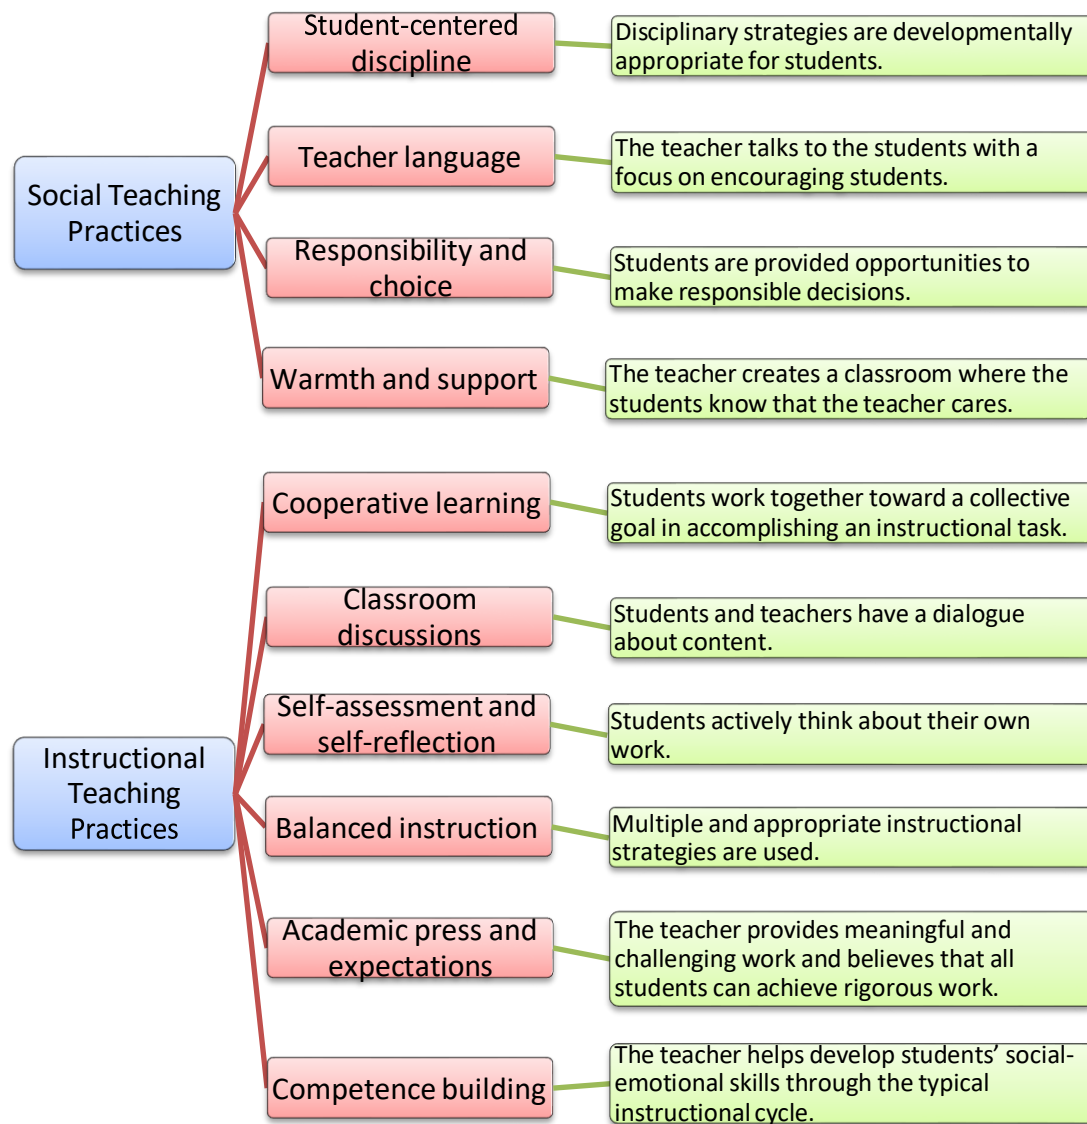 Social Teaching
Practices
Student-centered
discipline
Disciplinary strategies are developmentally
appropriate for students.
Teacher language
The teacher talks to the students with a
focus on encouraging students.
Responsibility and
choice
Students are provided opportunities to
make responsible decisions.
Warmth and support
The teacher creates a classroom where the
students know that the teacher cares.
Instructional
Teaching
Practices
Cooperative learning
Students work together toward a collective
goal in accomplishing an instructional task.
Classroom
discussions
Students and teachers have a dialogue
about content.
Self-assessment and
self-reflection
Students actively think about their own
work.
Balanced instruction
Multiple and appropriate instructional
strategies are used.
Academic press and
expectations
The teacher provides meaningful and
challenging work and believes that all
students can achieve rigorous work.
Competence building
The teacher helps develop students’ social-
emotional skills through the typical
instructional cycle.